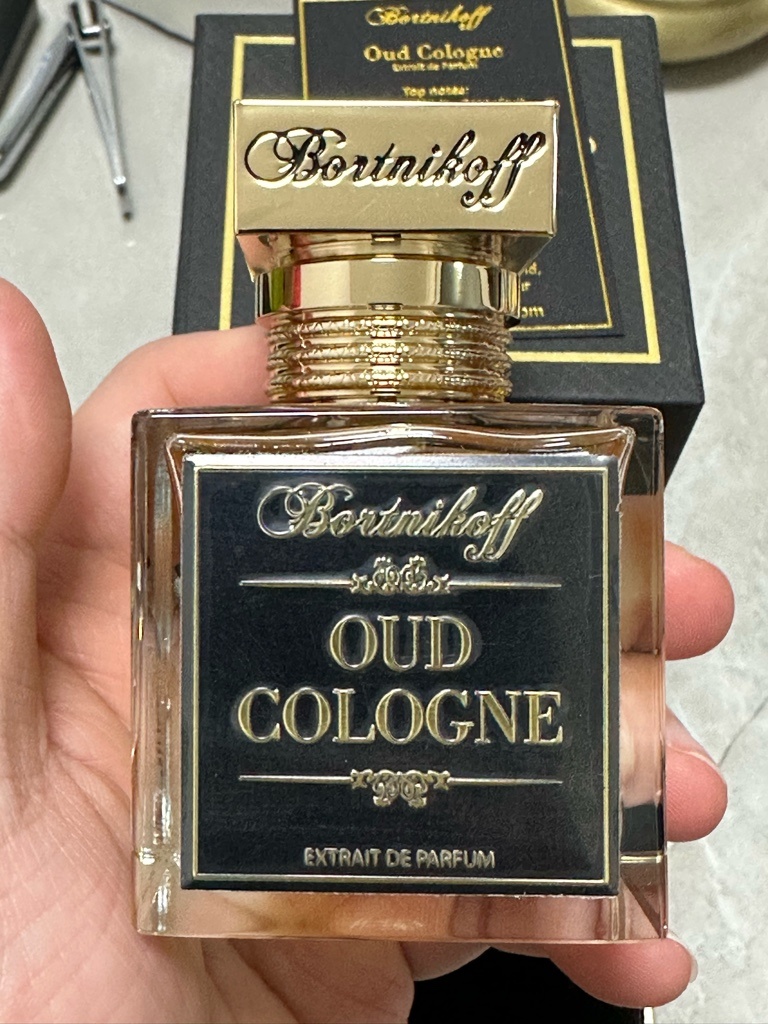 Bortnikoff
Oud Cologne
Extrait de Parfum
Top notes:
Bortnikoff
Bortnikoff
OUD
COLOGNE
EXTRAIT DE PARFUM